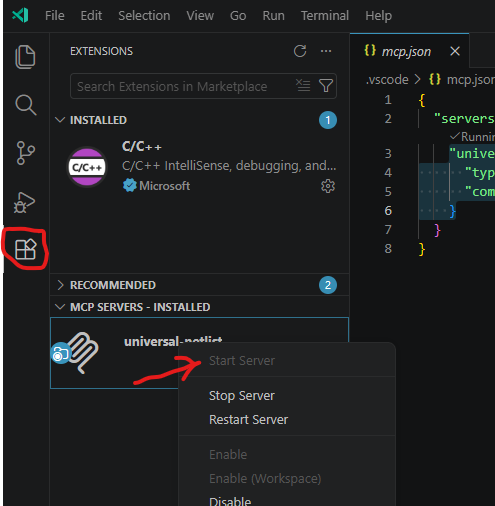 File Edit Selection View Go Run Terminal Help
EXTENSIONS
Search Extensions in Marketplace
INSTALLED 1
C/C++
C/C++
C/C++ IntelliSense, debugging, and...
Microsoft
RECOMMENDED 2
MCP SERVERS - INSTALLED
universal-netlist
Start Server
Stop Server
Restart Server
Enable
Enable (Workspace)
Disable
{} mcp.json
.vscode > {} mcp.json
1 {
2 "servers
Running
3 "univer
4 "typ
5 "com
6 }
7 }
8 }